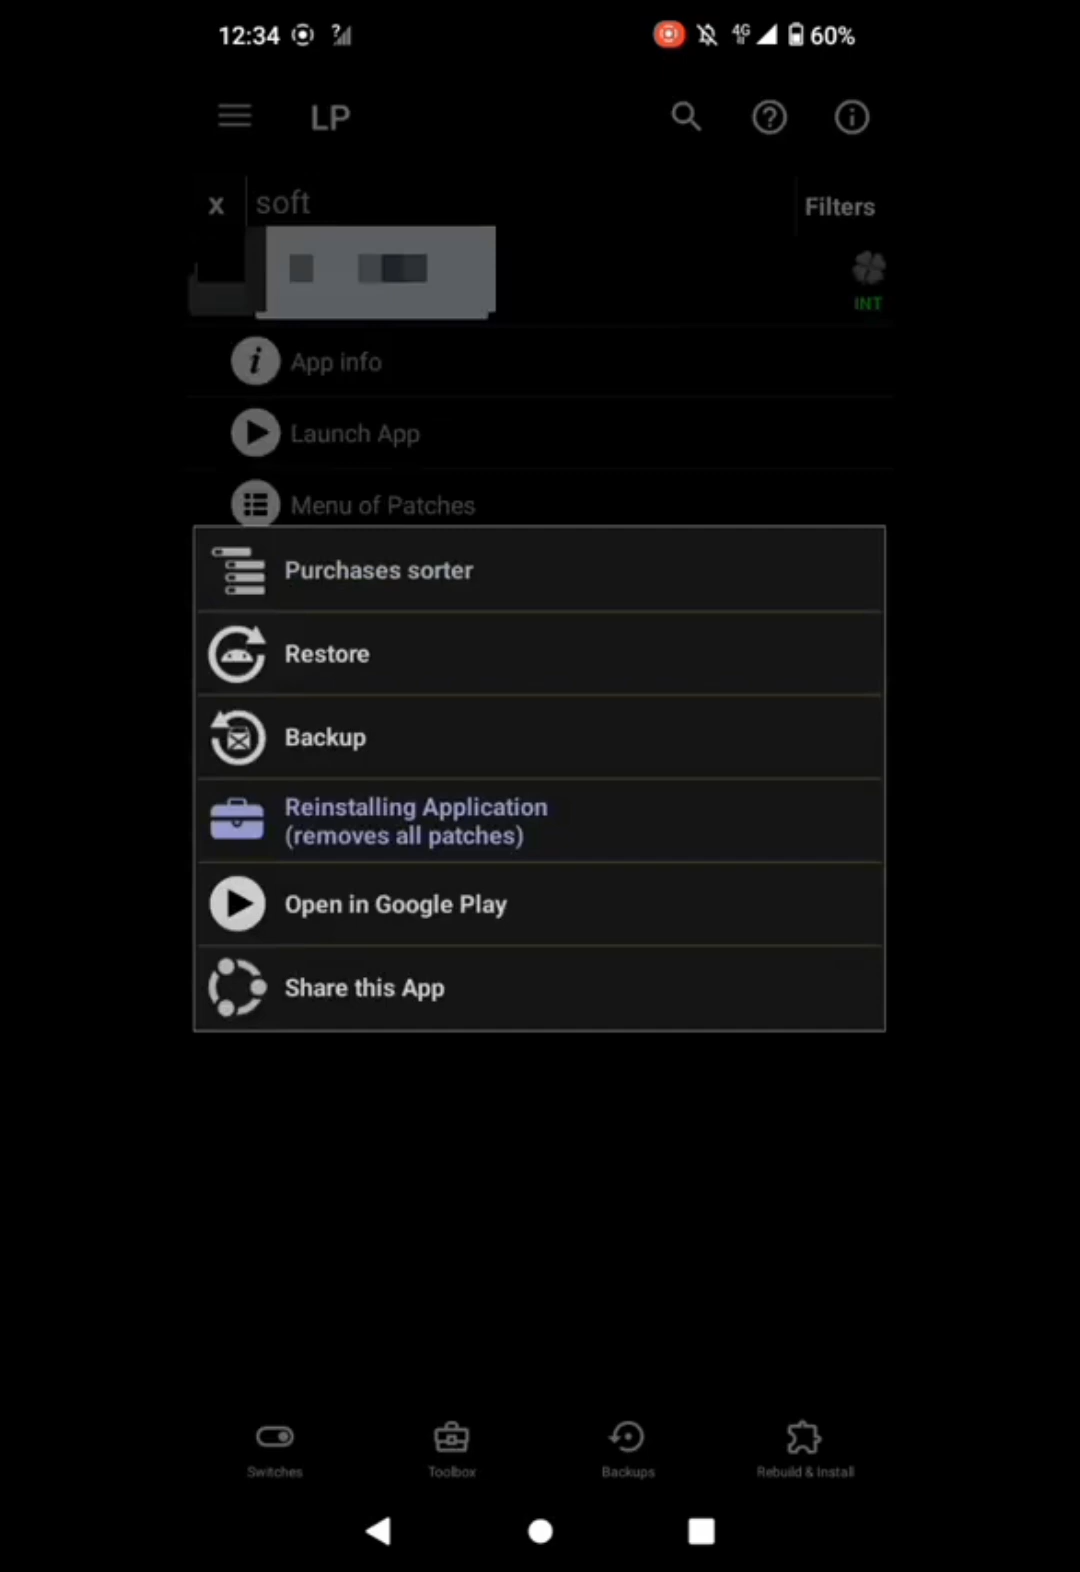 12:34
4G
60%
LP
x
soft
Filters
INT
App info
Launch App
Menu of Patches
Purchases sorter
Restore
Backup
Reinstalling Application
(removes all patches)
Open in Google Play
Share this App
Switches
Toolbox
Backups
Rebuild & Install